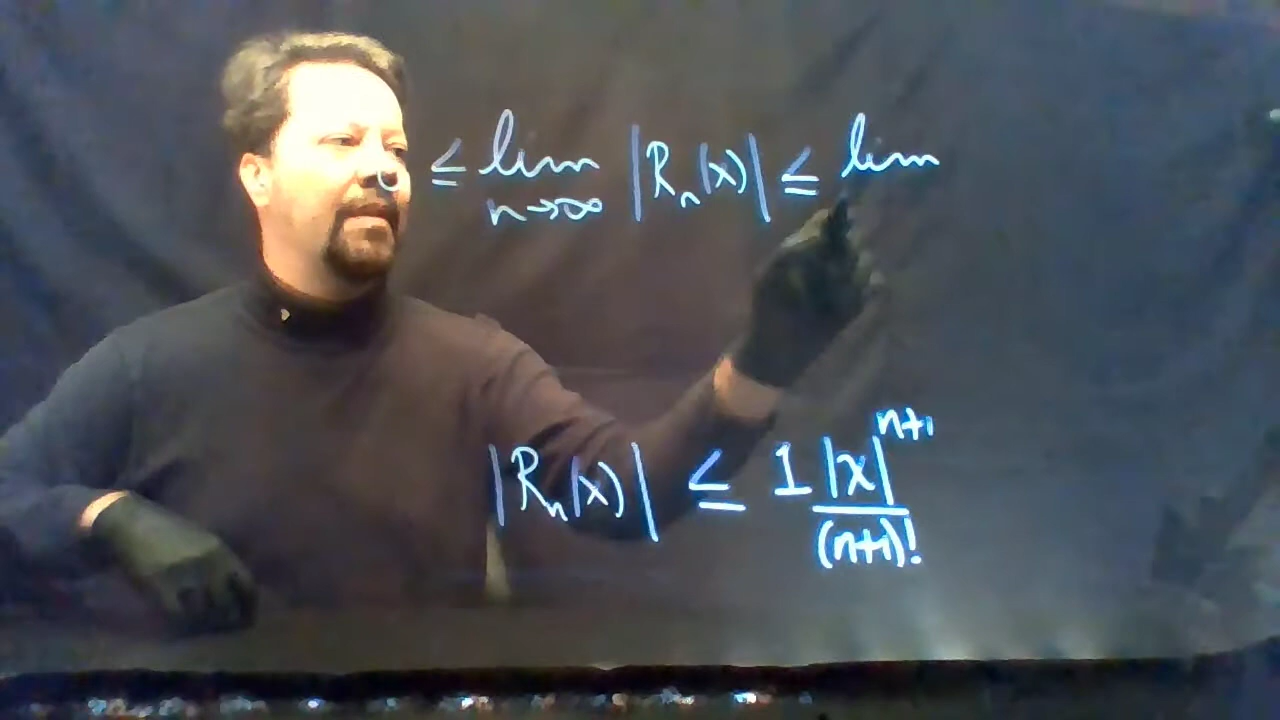 0 ≤ lim |Rₙ(x)| ≤ lim
n→∞
|Rₙ(x)| ≤ 1 |x|ⁿ⁺¹
(n+1)!